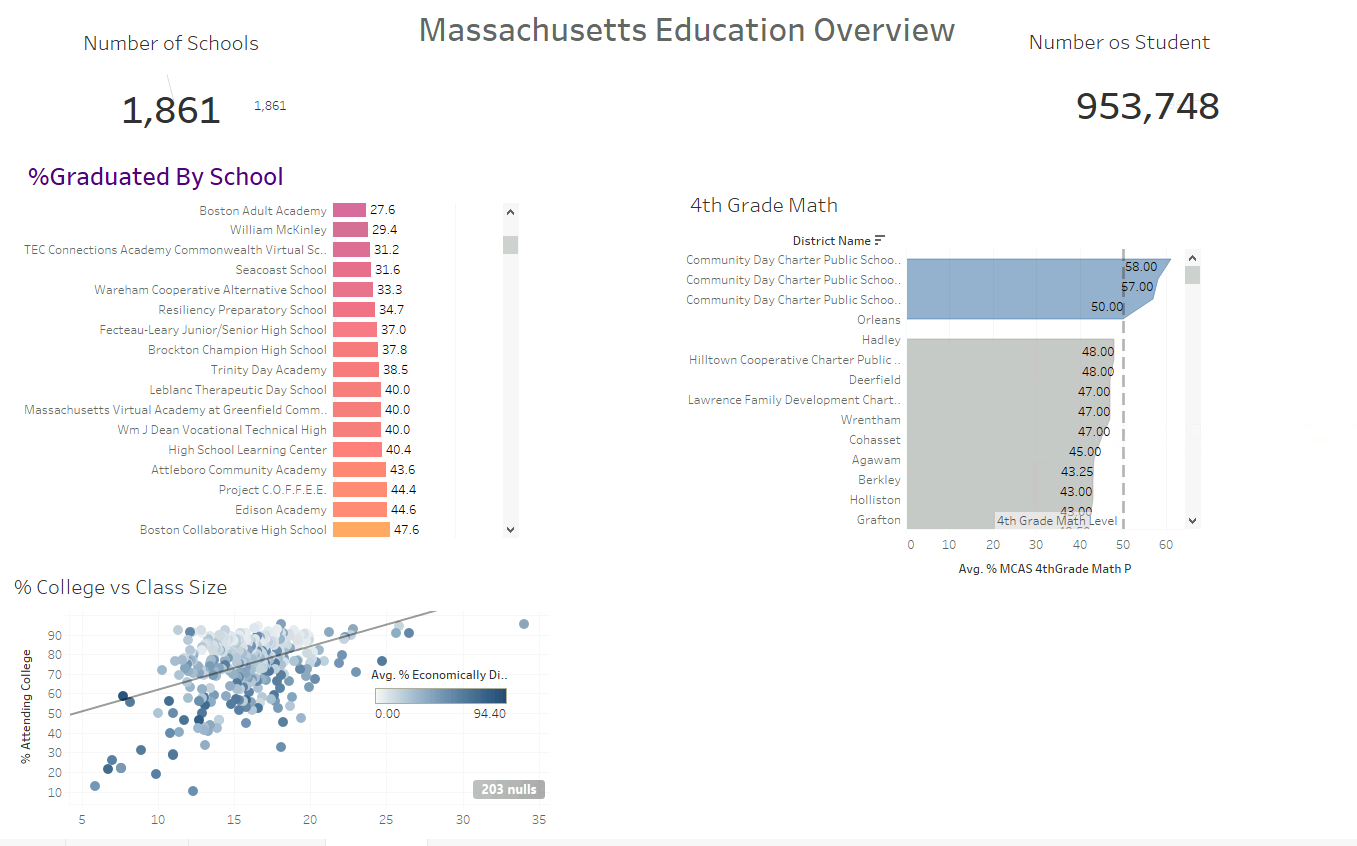 Massachusetts Education Overview
Number of Schools
1,861
1,861
Number os Student
953,748
%Graduated By School
Boston Adult Academy 27.6
William McKinley 29.4
TEC Connections Academy Commonwealth Virtual Sc.. 31.2
Seacoast School 31.6
Wareham Cooperative Alternative School 33.3
Resiliency Preparatory School 34.7
Fecteau-Leary Junior/Senior High School 37.0
Brockton Champion High School 37.8
Trinity Day Academy 38.5
Leblanc Therapeutic Day School 40.0
Massachusetts Virtual Academy at Greenfield Comm.. 40.0
Wm J Dean Vocational Technical High 40.0
High School Learning Center 40.4
Attleboro Community Academy 43.6
Project C.O.F.F.E.E. 44.4
Edison Academy 44.6
Boston Collaborative High School 47.6
4th Grade Math
District Name
Community Day Charter Public Schoo..
58.00
Community Day Charter Public Schoo..
57.00
Community Day Charter Public Schoo..
50.00
Orleans
Hadley
48.00
Hilltown Cooperative Charter Public ..
48.00
Deerfield
47.00
Lawrence Family Development Chart..
47.00
Wrentham
47.00
Cohasset
45.00
Agawam
43.25
Berkley
43.00
Holliston
43.00
Grafton
4th Grade Math Level
0 10 20 30 40 50 60
Avg. % MCAS 4thGrade Math P
% College vs Class Size
% Attending College
90
80
70
60
50
40
30
20
10
Avg. % Economically Di..
0.00 94.40
203 nulls
5 10 15 20 25 30 35